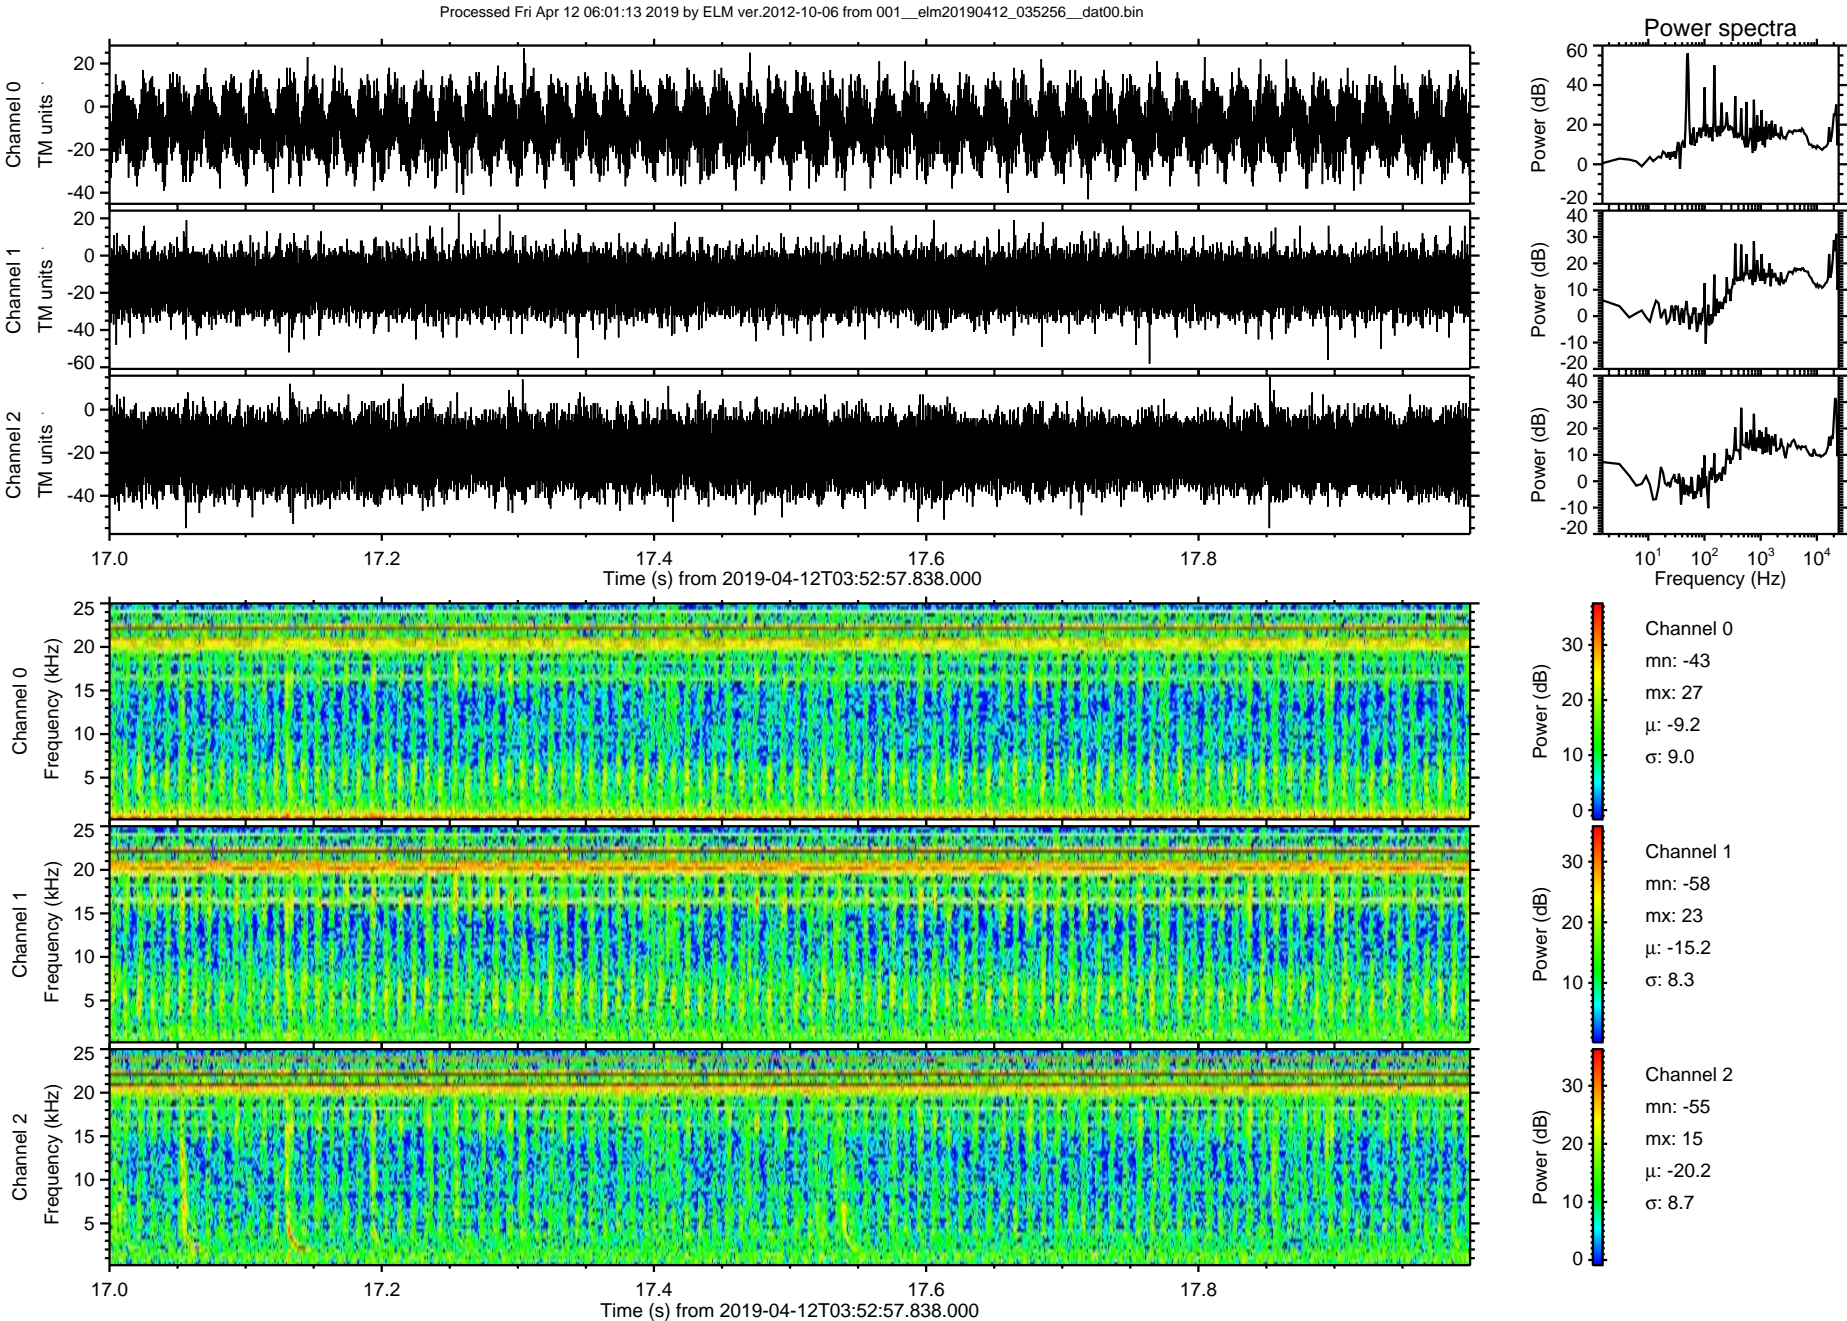 Processed Fri Apr 12 06:01:13 2019 by ELM ver.2012-10-06 from 001__elm20190412_035256__dat00.bin
Power spectra
Channel 0
TM units
20
0
-20
-40
Power (dB)
60
40
20
0
-20
Channel 1
TM units
20
0
-20
-40
-60
Power (dB)
40
30
20
10
0
-10
-20
Channel 2
TM units
0
-20
-40
Power (dB)
40
30
20
10
0
-10
-20
17.0 17.2 17.4 17.6 17.8
Time (s) from 2019-04-12T03:52:57.838.000
10¹ 10² 10³ 10⁴
Frequency (Hz)
Channel 0
Frequency (kHz)
25
20
15
10
5
Power (dB)
30
20
10
0
Channel 0
mn: -43
mx: 27
μ: -9.2
σ: 9.0
Channel 1
Frequency (kHz)
25
20
15
10
5
Power (dB)
30
20
10
Channel 1
mn: -58
mx: 23
μ: -15.2
σ: 8.3
Channel 2
Frequency (kHz)
25
20
15
10
5
Power (dB)
30
20
10
0
Channel 2
mn: -55
mx: 15
μ: -20.2
σ: 8.7
17.0 17.2 17.4 17.6 17.8
Time (s) from 2019-04-12T03:52:57.838.000